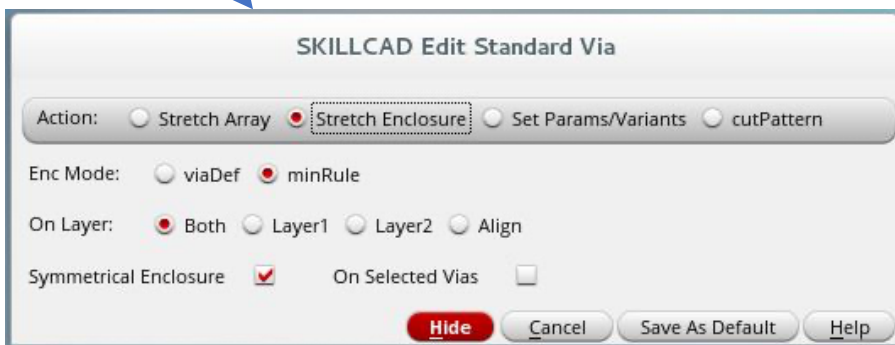 SKILLCAD Edit Standard Via
Action: Stretch Array Stretch Enclosure Set Params/Variants cutPattern
Enc Mode: viaDef minRule
On Layer: Both Layer1 Layer2 Align
Symmetrical Enclosure On Selected Vias
Hide Cancel Save As Default Help